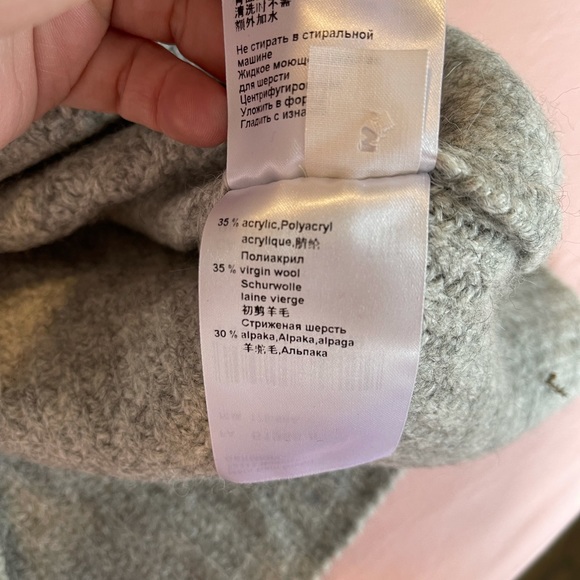 清洗时不需
额外加水
Не стирать в стиральной
машине
Жидкое моюще
для шерсти
Центрифугиро
Уложить в фор
Гладить с изна
35 % acrylic,Polyacryl
acrylique,腈纶
Полиакрил
35 % virgin wool
Schurwolle
laine vierge
初剪羊毛
Стриженая шерсть
30 % alpaka,Alpaka,alpaga
羊驼毛,Альпака